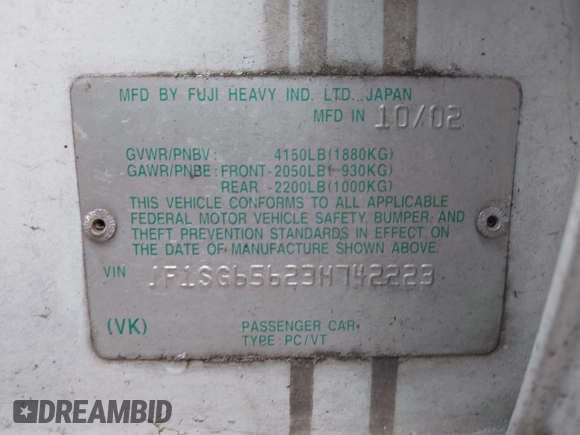 MFD BY FUJI HEAVY IND. LTD. JAPAN
MFD IN 10/02
GVWR/PNBV: 4150LB(1880KG)
GAWR/PNBE: FRONT-2050LB( 930KG)
REAR -2200LB(1000KG)
THIS VEHICLE CONFORMS TO ALL APPLICABLE
FEDERAL MOTOR VEHICLE SAFETY, BUMPER, AND
THEFT PREVENTION STANDARDS IN EFFECT ON
THE DATE OF MANUFACTURE SHOWN ABOVE.
VIN JF1SG65623H742223
(VK) PASSENGER CAR
TYPE: PC/VT
DREAMBID